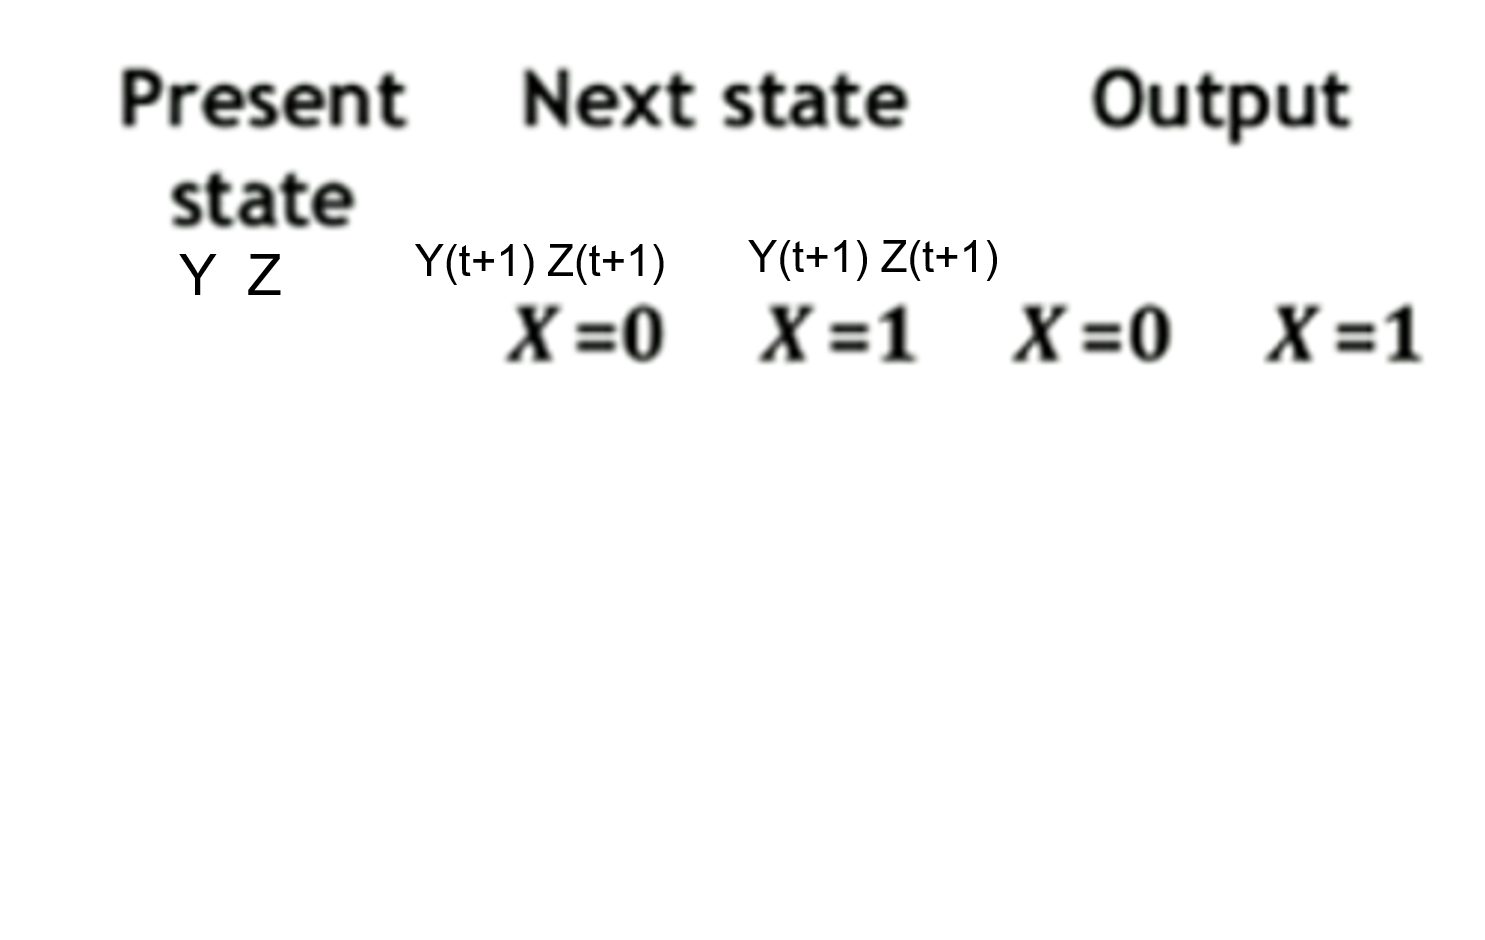 Present Next state Output
state
Y Z Y(t+1) Z(t+1) Y(t+1) Z(t+1)
X=0 X=1 X=0 X=1